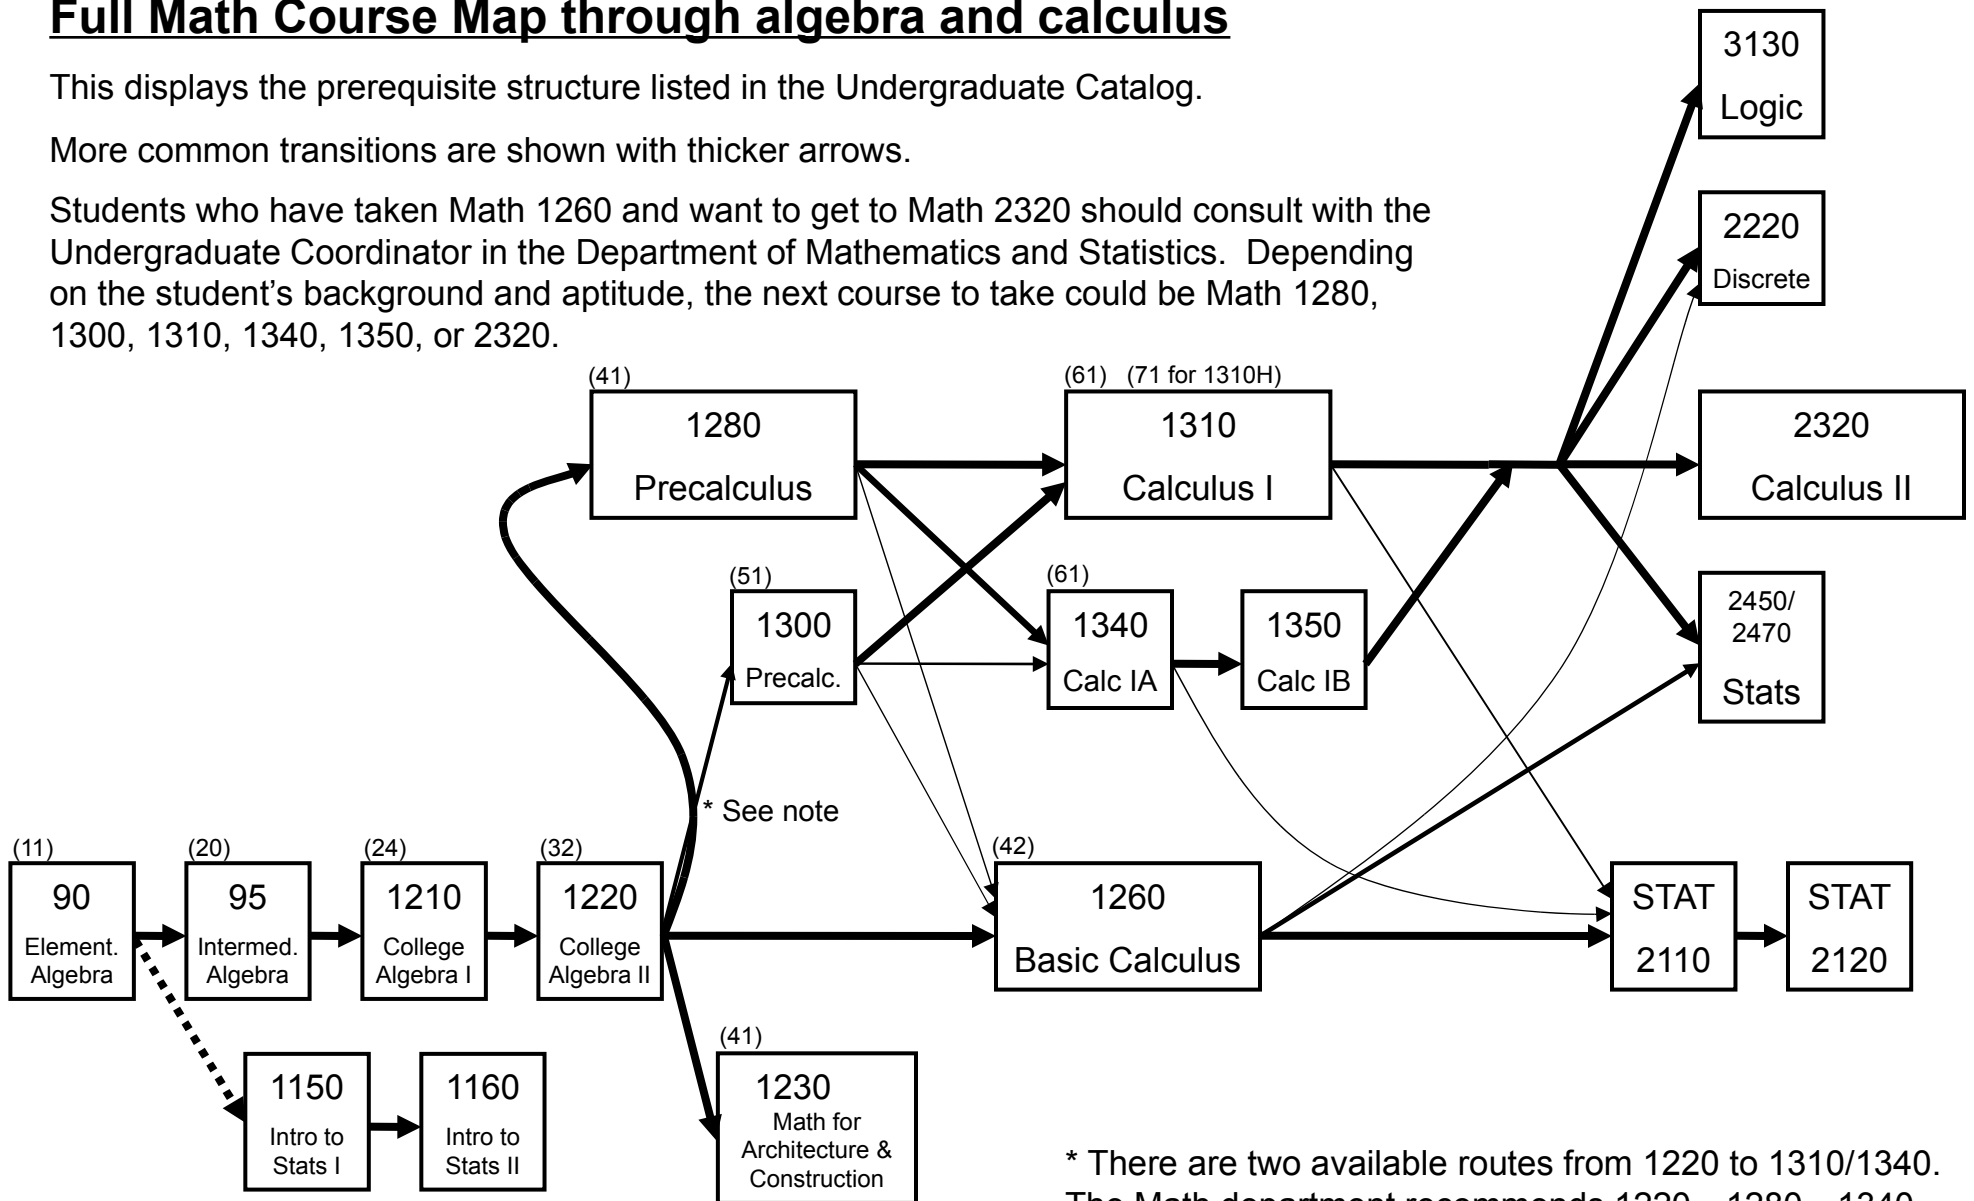 Full Math Course Map through algebra and calculus
This displays the prerequisite structure listed in the Undergraduate Catalog.
More common transitions are shown with thicker arrows.
Students who have taken Math 1260 and want to get to Math 2320 should consult with the
Undergraduate Coordinator in the Department of Mathematics and Statistics. Depending
on the student's background and aptitude, the next course to take could be Math 1280,
1300, 1310, 1340, 1350, or 2320.
3130
Logic
2220
Discrete
(41)
1280
Precalculus
(61) (71 for 1310H)
1310
Calculus I
2320
Calculus II
(51)
1300
Precalc.
(61)
1340
Calc IA
1350
Calc IB
2450/
2470
Stats
* See note
(11)
90
Element.
Algebra
(20)
95
Intermed.
Algebra
(24)
1210
College
Algebra I
(32)
1220
College
Algebra II
(42)
1260
Basic Calculus
STAT
2110
STAT
2120
1150
Intro to
Stats I
1160
Intro to
Stats II
(41)
1230
Math for
Architecture &
Construction
* There are two available routes from 1220 to 1310/1340.
The Math department recommends 1220 – 1280 – 1340